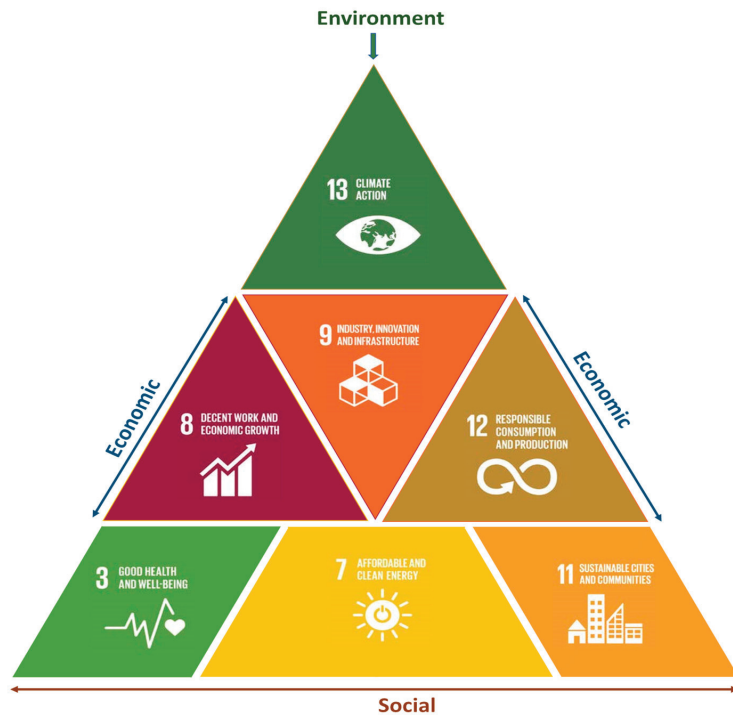 Environment
13 CLIMATE
ACTION
9 INDUSTRY, INNOVATION
AND INFRASTRUCTURE
Economic
8 DECENT WORK AND
ECONOMIC GROWTH
12 RESPONSIBLE
CONSUMPTION
AND PRODUCTION
Economic
3 GOOD HEALTH
AND WELL-BEING
7 AFFORDABLE AND
CLEAN ENERGY
11 SUSTAINABLE CITIES
AND COMMUNITIES
Social